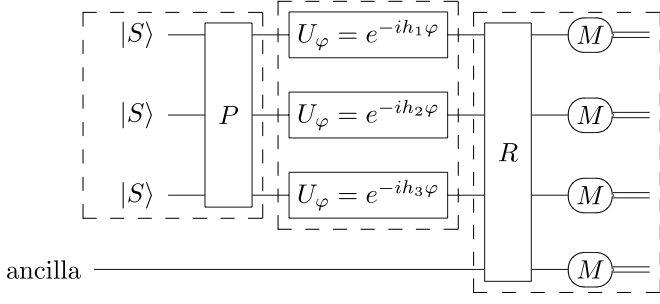 |S⟩ U_φ = e^{-ih_1φ} M
|S⟩ P U_φ = e^{-ih_2φ} M
R
|S⟩ U_φ = e^{-ih_3φ} M
ancilla M